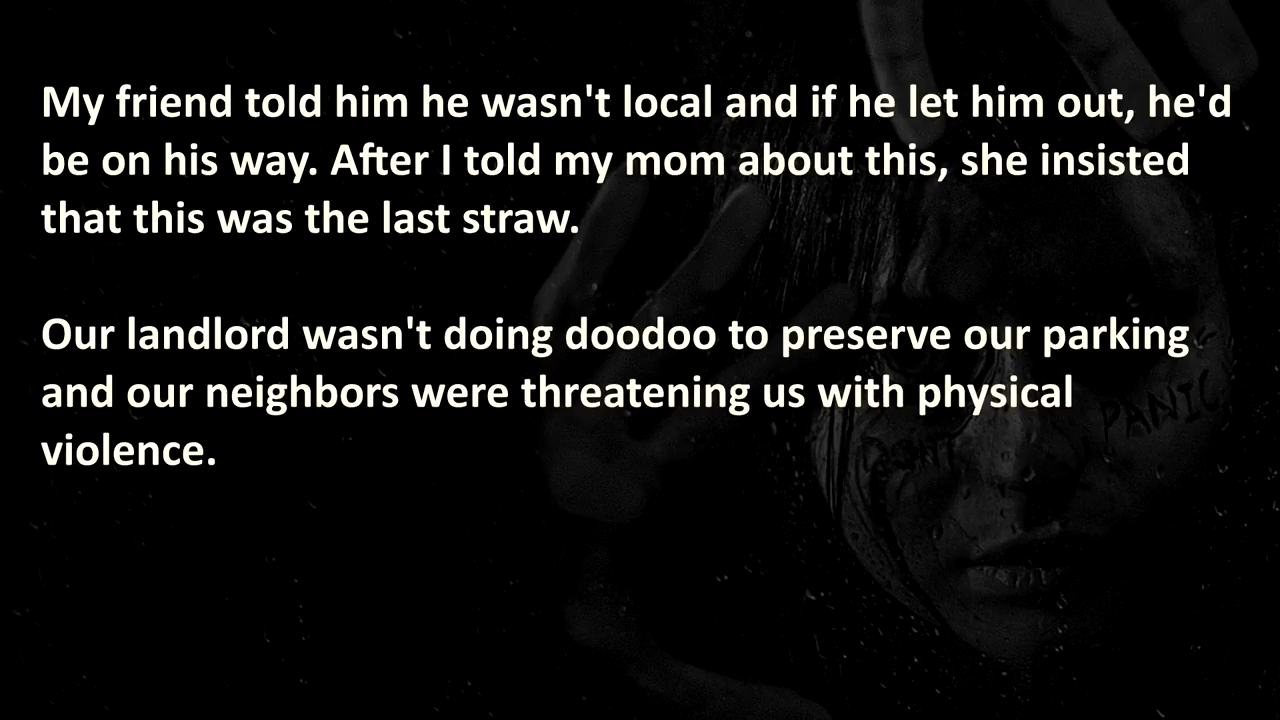 My friend told him he wasn't local and if he let him out, he'd
be on his way. After I told my mom about this, she insisted
that this was the last straw.
Our landlord wasn't doing doodoo to preserve our parking
and our neighbors were threatening us with physical
violence.
PANIC